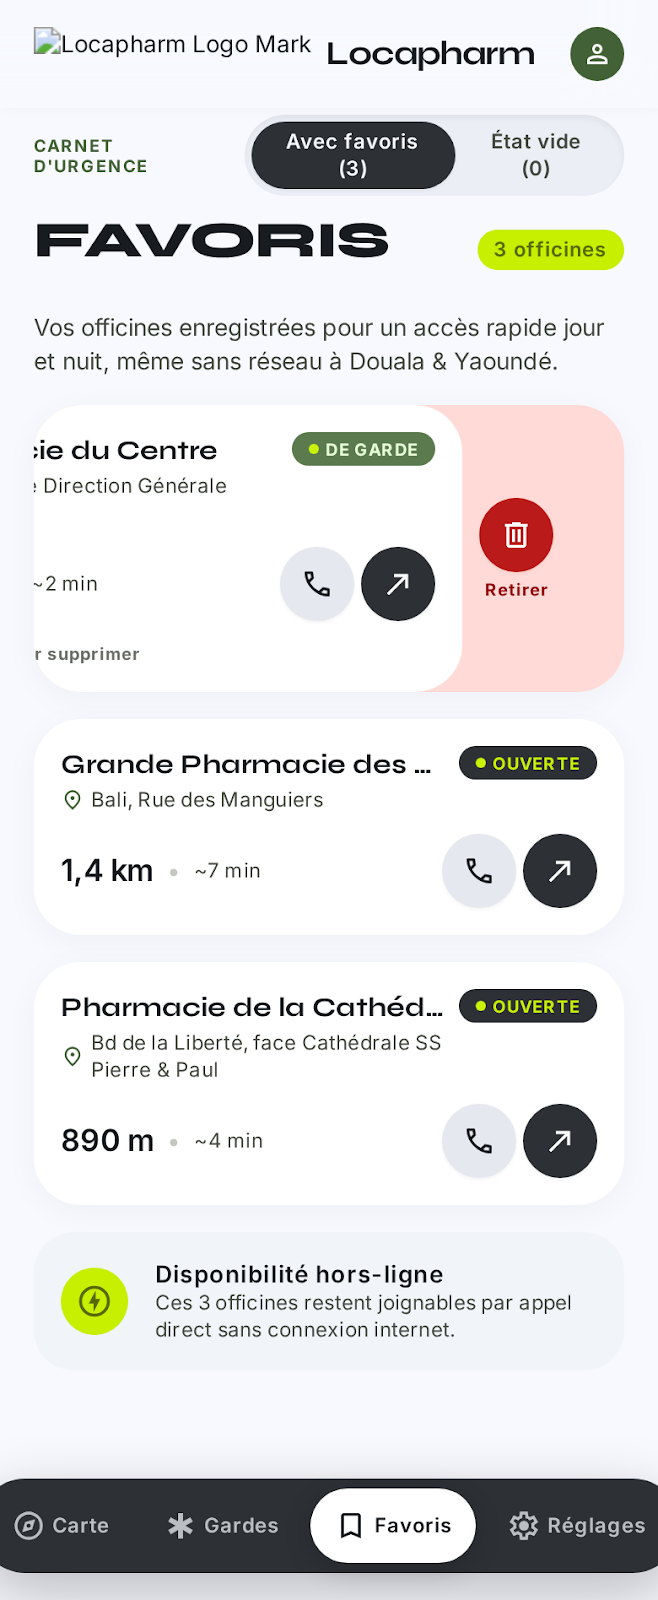 Locapharm Logo Mark
Locapharm
CARNET
D'URGENCE
Avec favoris
(3)
État vide
(0)
FAVORIS
3 officines
Vos officines enregistrées pour un accès rapide jour
et nuit, même sans réseau à Douala & Yaoundé.
cie du Centre
DE GARDE
e Direction Générale
~2 min
r supprimer
Retirer
Grande Pharmacie des ...
OUVERTE
Bali, Rue des Manguiers
1,4 km • ~7 min
Pharmacie de la Cathéd...
OUVERTE
Bd de la Liberté, face Cathédrale SS
Pierre & Paul
890 m • ~4 min
Disponibilité hors-ligne
Ces 3 officines restent joignables par appel
direct sans connexion internet.
Carte
Gardes
Favoris
Réglages